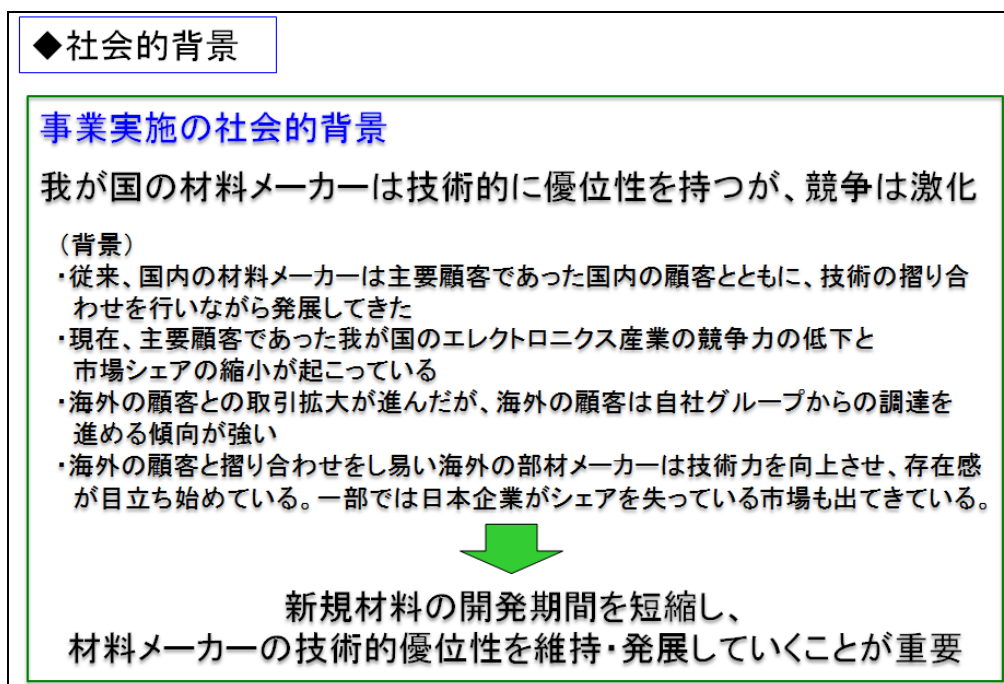 ◆社会的背景
事業実施の社会的背景
我が国の材料メーカーは技術的に優位性を持つが、競争は激化
（背景）
・従来、国内の材料メーカーは主要顧客であった国内の顧客とともに、技術の摺り合
わせを行いながら発展してきた
・現在、主要顧客であった我が国のエレクトロニクス産業の競争力の低下と
市場シェアの縮小が起こっている
・海外の顧客との取引拡大が進んだが、海外の顧客は自社グループからの調達を
進める傾向が強い
・海外の顧客と摺り合わせをし易い海外の部材メーカーは技術力を向上させ、存在感
が目立ち始めている。一部では日本企業がシェアを失っている市場も出てきている。
新規材料の開発期間を短縮し、
材料メーカーの技術的優位性を維持・発展していくことが重要